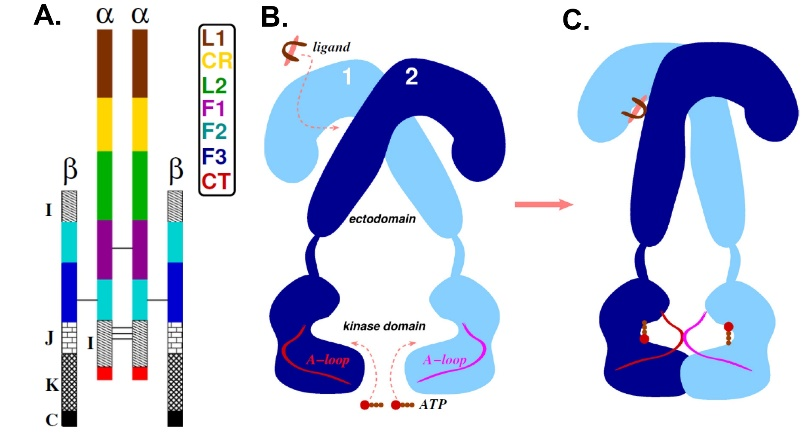 A.
α α
β β
I
J
I
K
C
L1
CR
L2
F1
F2
F3
CT
B.
ligand
1 2
ectodomain
kinase domain
A-loop A-loop
ATP
C.